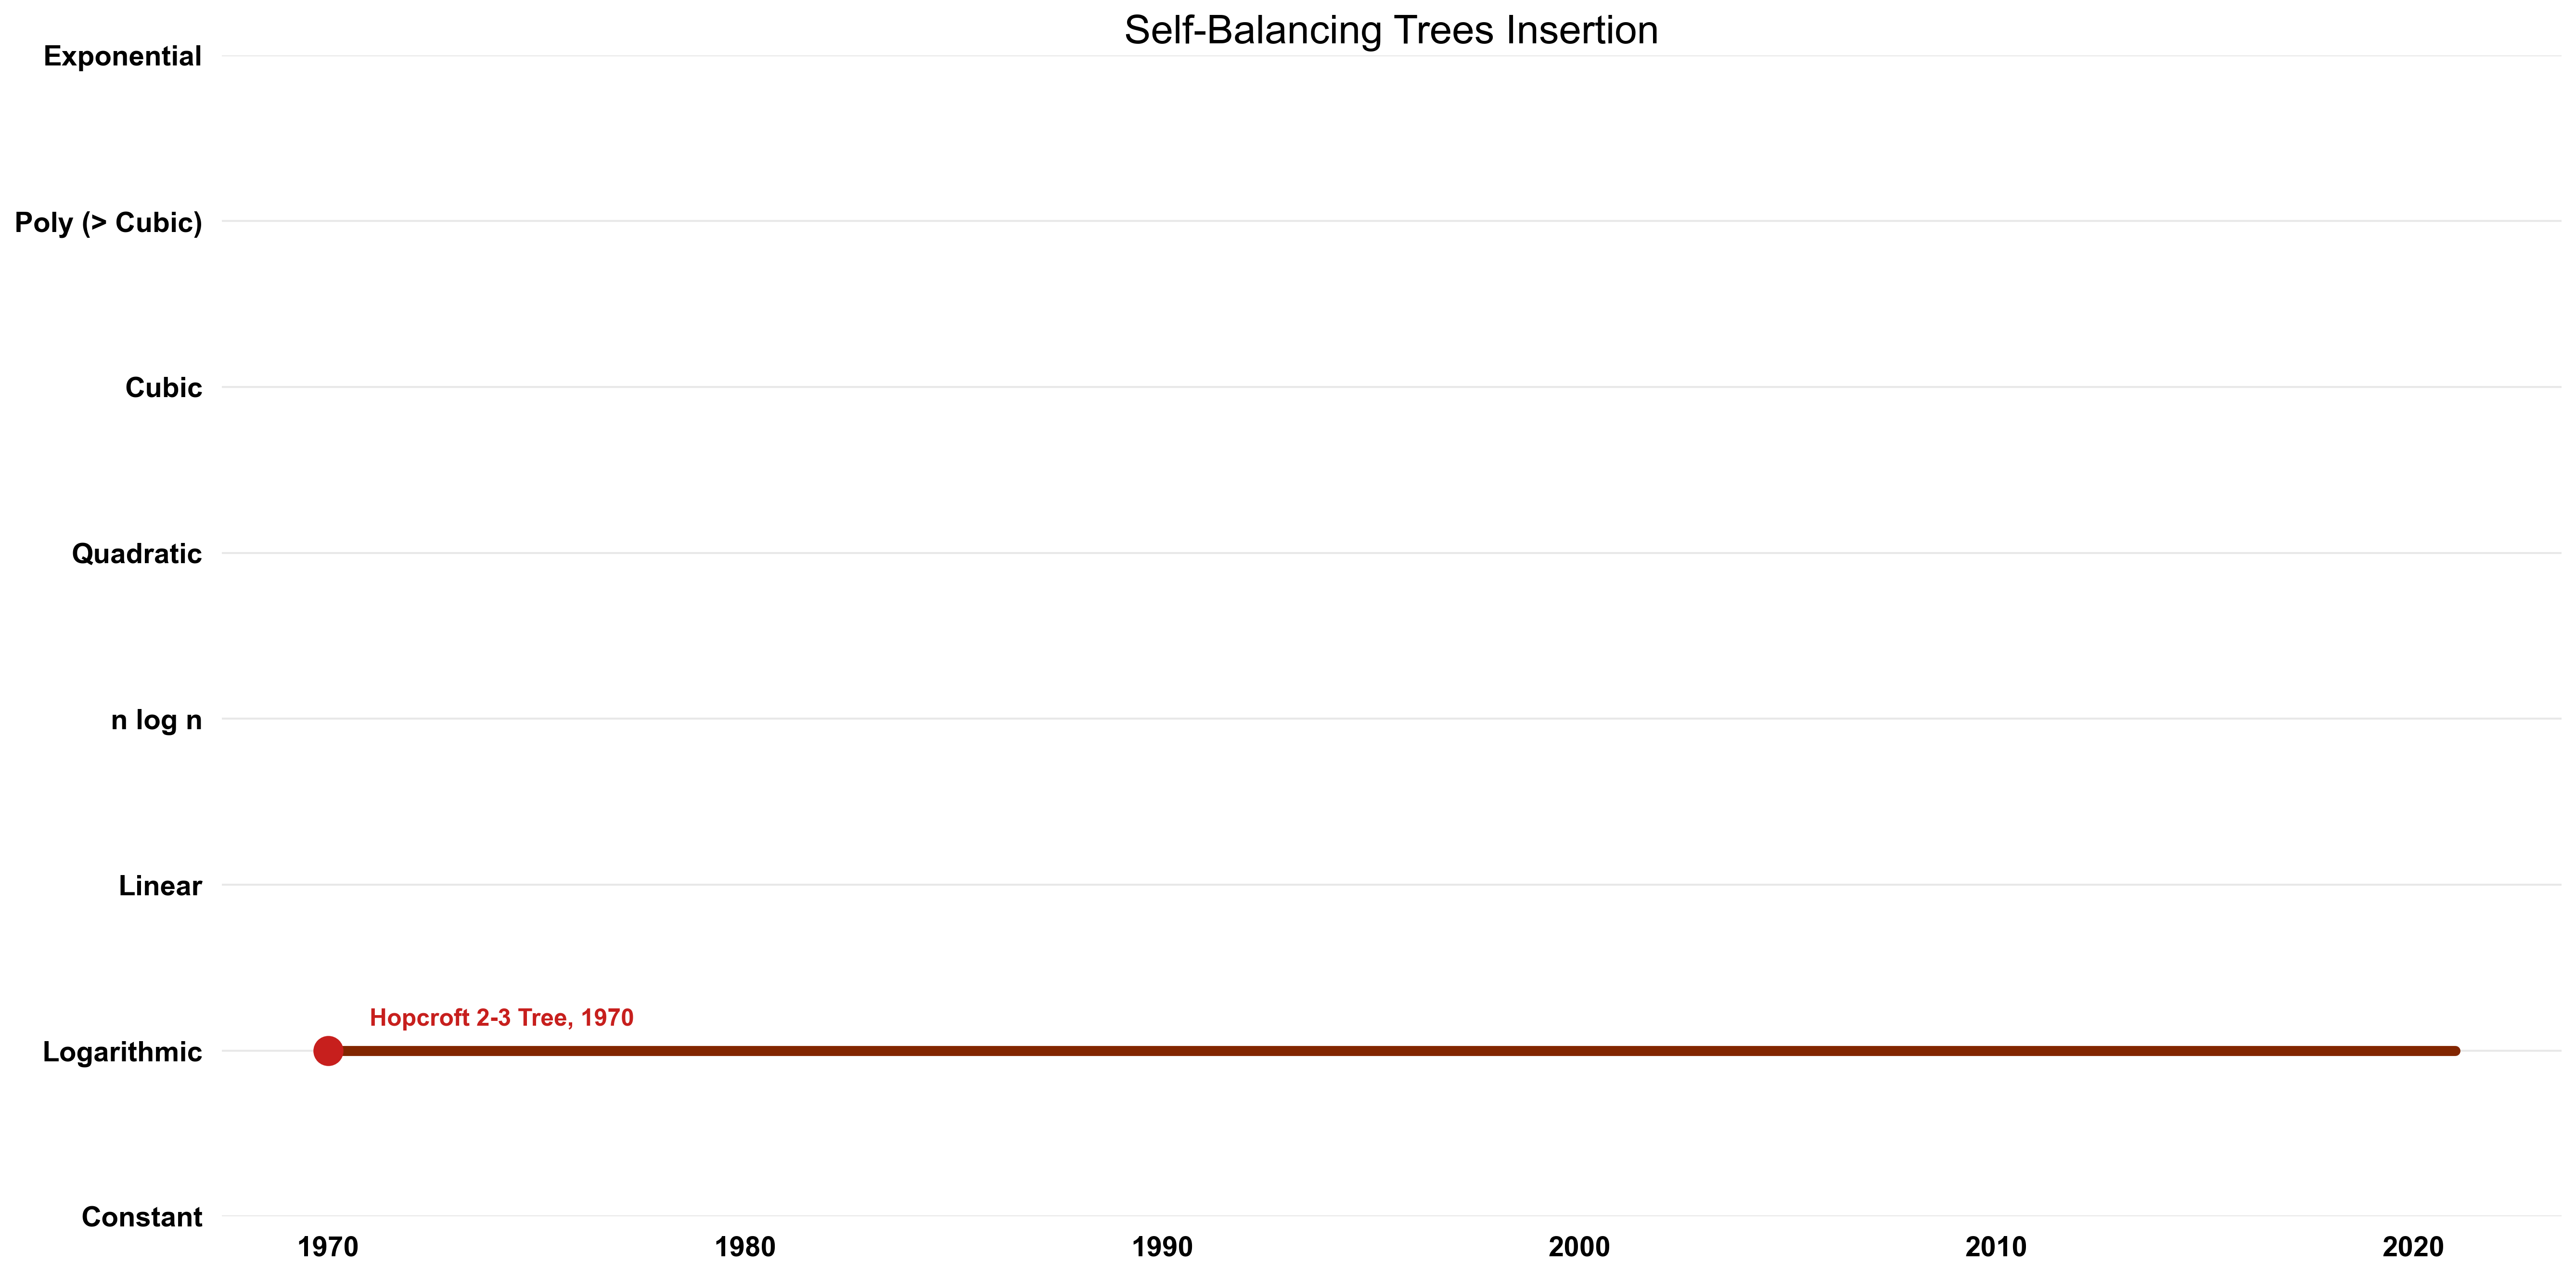 Self-Balancing Trees Insertion
Exponential
Poly (> Cubic)
Cubic
Quadratic
n log n
Linear
Hopcroft 2-3 Tree, 1970
Logarithmic
Constant
1970 1980 1990 2000 2010 2020